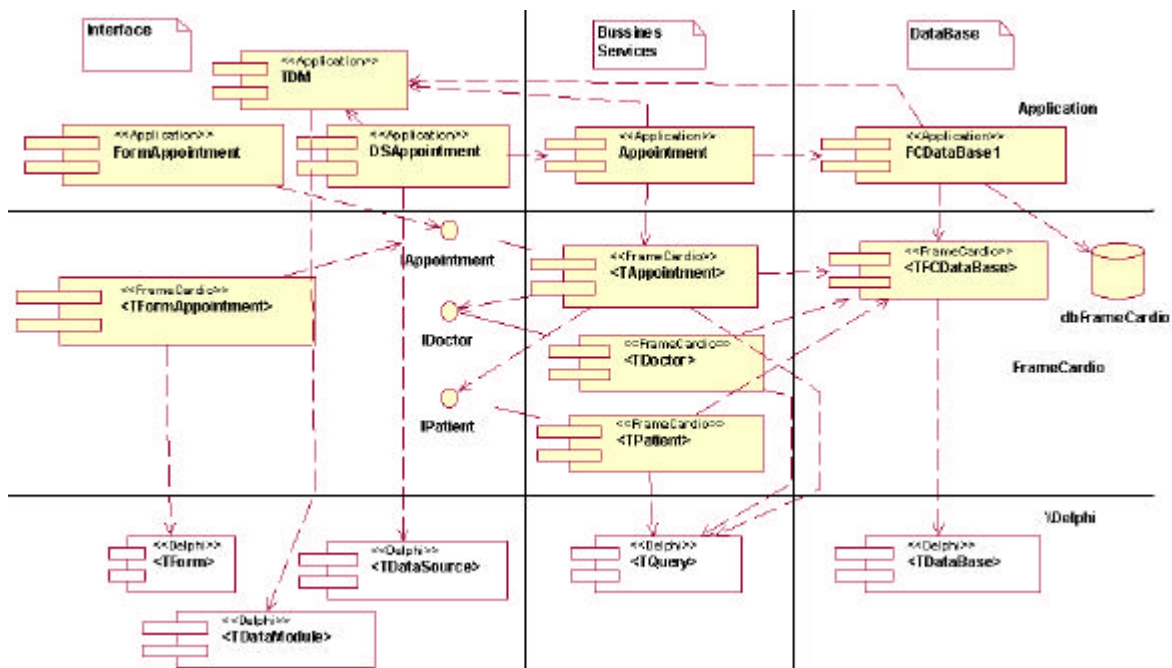 Interface
Bussines
Services
DataBase
<<Application>>
TDM
Application
<<Application>>
FormAppointment
<<Application>>
DSAppointment
<<Application>>
Appointment
<<Application>>
FCDataBase1
IAppointment
<<FrameCardio>>
<TAppointment>
<<FrameCardio>>
<TFCDataBase>
<<FrameCardio>>
<TFormAppointment>
dbFrameCardio
IDoctor
<<FrameCardio>>
<TDoctor>
FrameCardio
IPatient
<<FrameCardio>>
<TPatient>
\Delphi
<<Delphi>>
<TForm>
<<Delphi>>
<TDataSource>
<<Delphi>>
<TQuery>
<<Delphi>>
<TDataBase>
<<Delphi>>
<TDataModule>